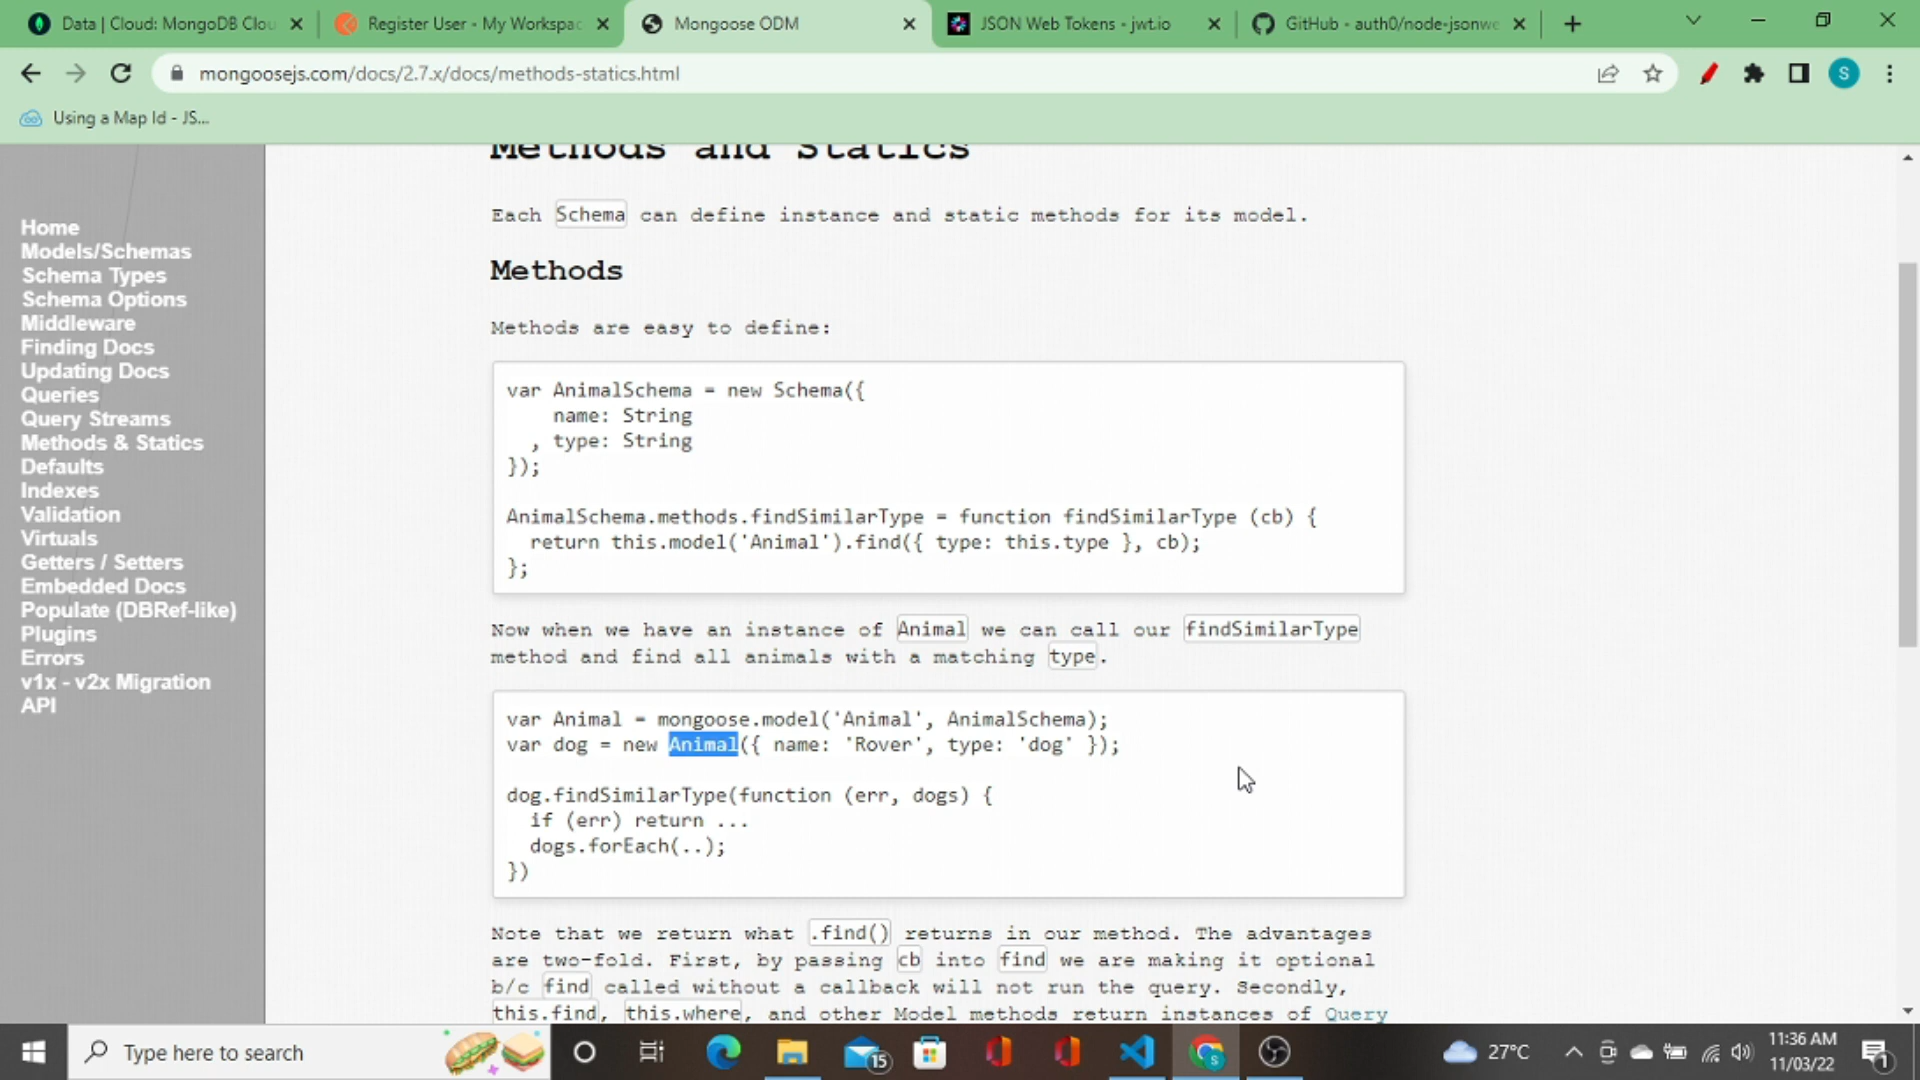 Data | Cloud: MongoDB Clou
Register User - My Workspac
Mongoose ODM
JSON Web Tokens - jwt.io
GitHub - auth0/node-jsonwe
mongoosejs.com/docs/2.7.x/docs/methods-statics.html
S
Using a Map Id - JS...
Home
Models/Schemas
Schema Types
Schema Options
Middleware
Finding Docs
Updating Docs
Queries
Query Streams
Methods & Statics
Defaults
Indexes
Validation
Virtuals
Getters / Setters
Embedded Docs
Populate (DBRef-like)
Plugins
Errors
v1x - v2x Migration
API
Methods and Statics
Each Schema can define instance and static methods for its model.
Methods
Methods are easy to define:
var AnimalSchema = new Schema({
name: String
, type: String
});
AnimalSchema.methods.findSimilarType = function findSimilarType (cb) {
return this.model('Animal').find({ type: this.type }, cb);
};
Now when we have an instance of Animal we can call our findSimilarType
method and find all animals with a matching type.
var Animal = mongoose.model('Animal', AnimalSchema);
var dog = new Animal({ name: 'Rover', type: 'dog' });
dog.findSimilarType(function (err, dogs) {
if (err) return ...
dogs.forEach(..);
})
Note that we return what .find() returns in our method. The advantages
are two-fold. First, by passing cb into find we are making it optional
b/c find called without a callback will not run the query. Secondly,
this.find, this.where, and other Model methods return instances of Query
Type here to search
15
S
27°C
11:36 AM
11/03/22
1